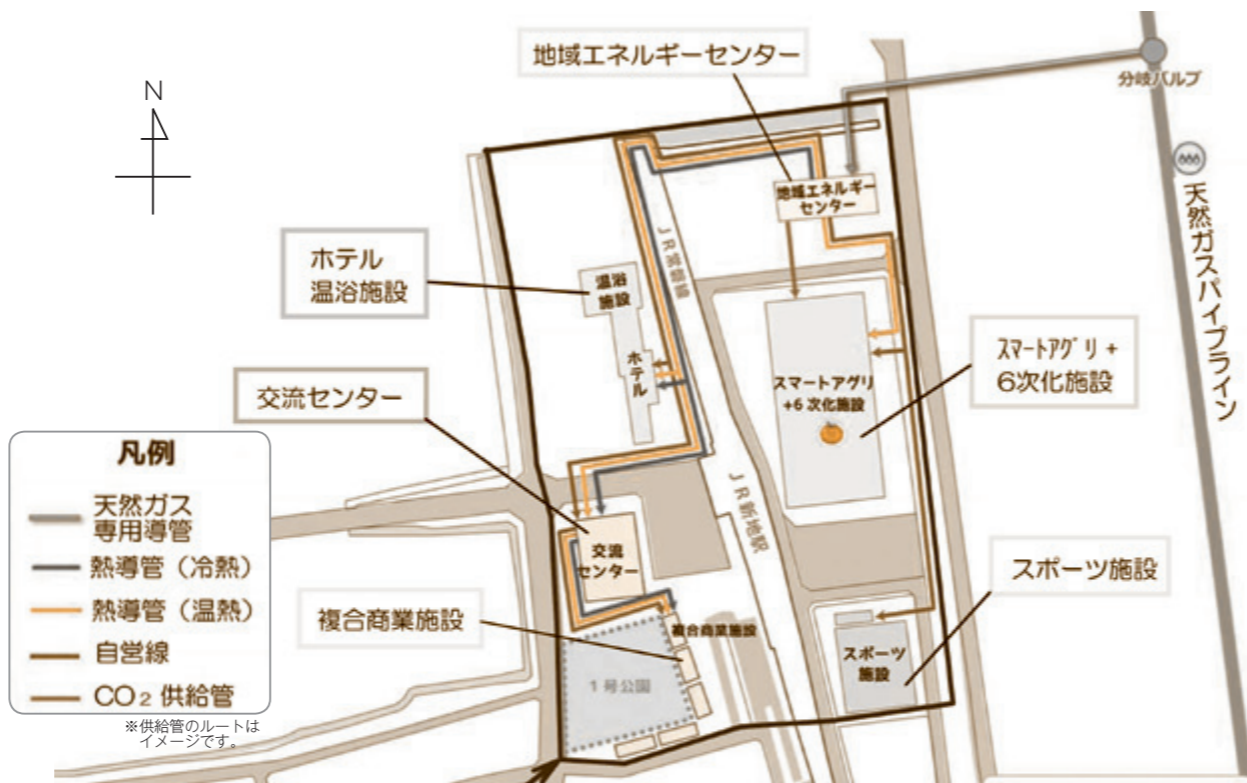 N
地域エネルギーセンター
分岐バルブ
天然ガスパイプライン
地域エネルギー
センター
JR常磐線
ホテル
温浴施設
温浴
施設
ホテル
スマートアグリ
+6次化施設
ｽﾏｰﾄｱｸﾞﾘ +
6次化施設
交流センター
交流
センター
JR新地駅
凡例
天然ガス
専用導管
熱導管（冷熱）
熱導管（温熱）
自営線
CO₂ 供給管
※供給管のルートは
イメージです。
複合商業施設
複合商業施設
1号公園
スポーツ施設
スポーツ
施設